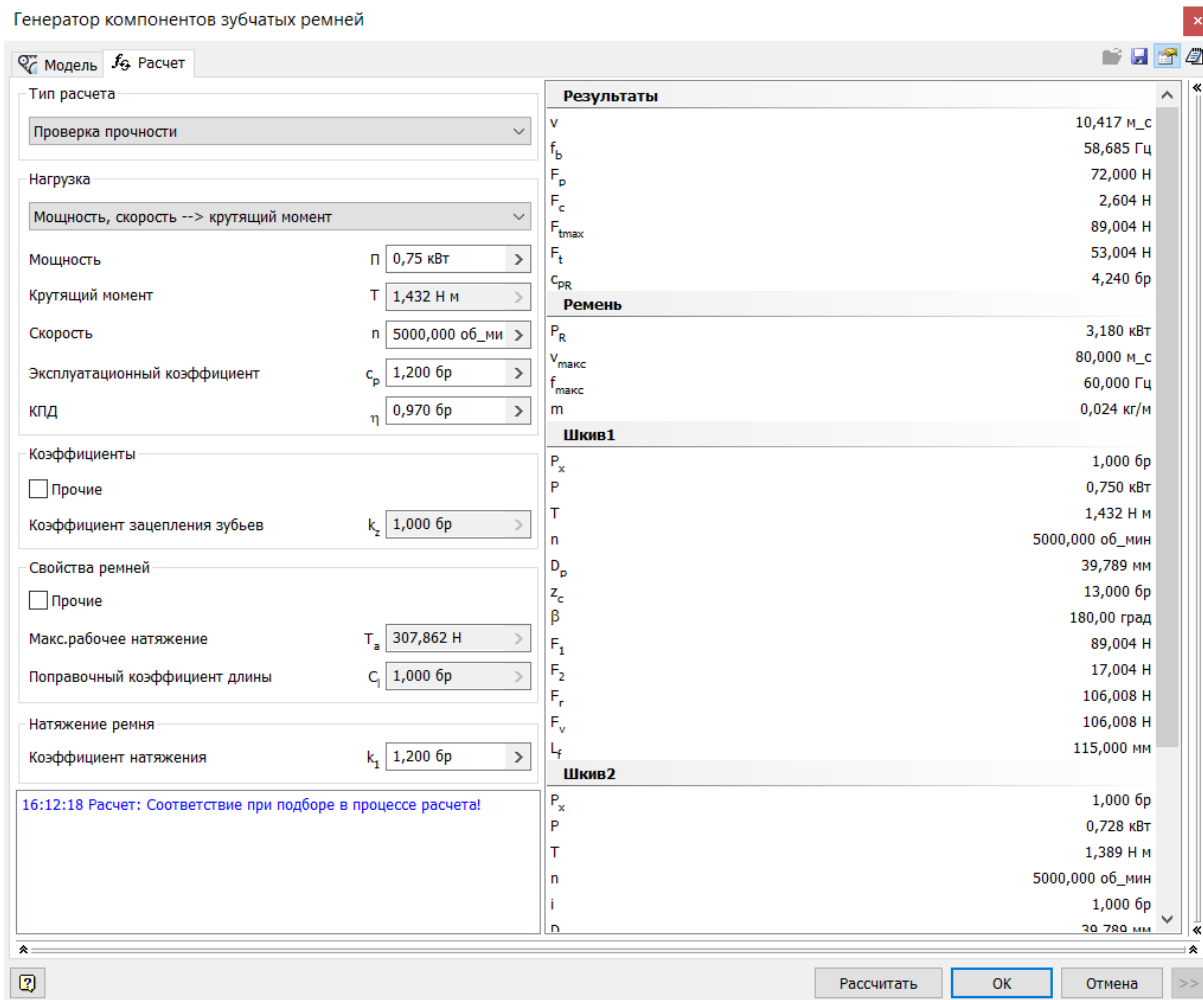 Генератор компонентов зубчатых ремней
Модель
Расчет
Тип расчета
Проверка прочности
Нагрузка
Мощность, скорость --> крутящий момент
Мощность П 0,75 кВт
Крутящий момент T 1,432 Н м
Скорость n 5000,000 об_ми
Эксплуатационный коэффициент cp 1,200 бр
КПД η 0,970 бр
Коэффициенты
Прочие
Коэффициент зацепления зубьев kz 1,000 бр
Свойства ремней
Прочие
Макс.рабочее натяжение Ta 307,862 Н
Поправочный коэффициент длины Cl 1,000 бр
Натяжение ремня
Коэффициент натяжения k1 1,200 бр
16:12:18 Расчет: Соответствие при подборе в процессе расчета!
Результаты
v 10,417 м_с
fb 58,685 Гц
Fp 72,000 Н
Fc 2,604 Н
Ftmax 89,004 Н
Ft 53,004 Н
cPR 4,240 бр
Ремень
PR 3,180 кВт
vмакс 80,000 м_с
fмакс 60,000 Гц
m 0,024 кг/м
Шкив1
Px 1,000 бр
P 0,750 кВт
T 1,432 Н м
n 5000,000 об_мин
Dp 39,789 мм
zc 13,000 бр
β 180,00 град
F1 89,004 Н
F2 17,004 Н
Fr 106,008 Н
Fv 106,008 Н
Lf 115,000 мм
Шкив2
Px 1,000 бр
P 0,728 кВт
T 1,389 Н м
n 5000,000 об_мин
i 1,000 бр
D 39,789 мм
Рассчитать
ОК
Отмена
>>